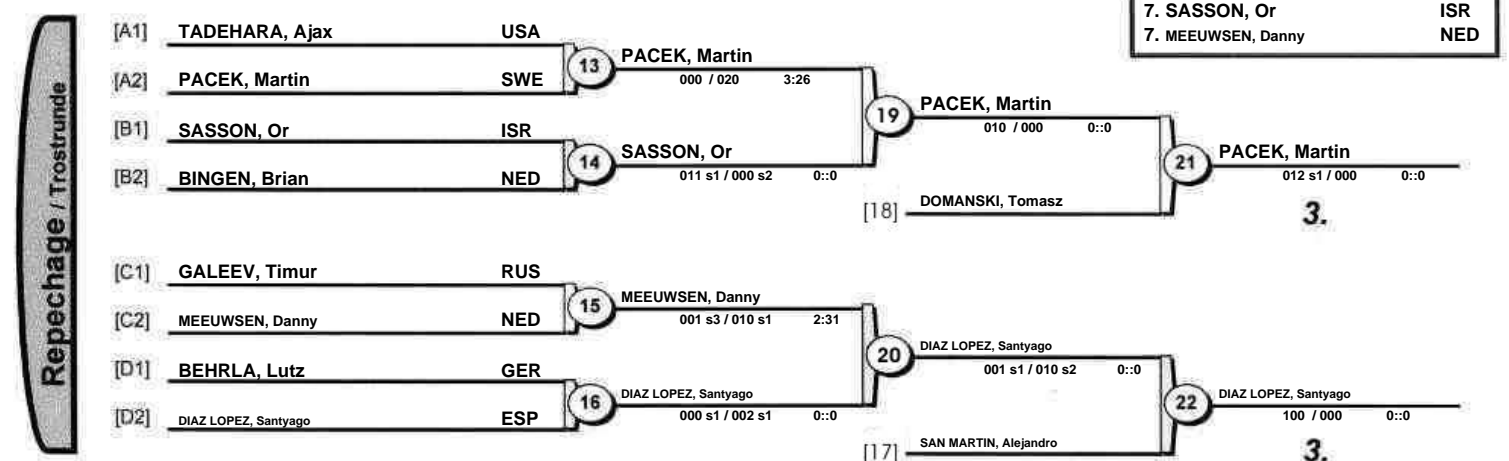 7. SASSON, Or ISR
7. MEEUWSEN, Danny NED
Repechage / Trostrunde
[A1] TADEHARA, Ajax USA
13 PACEK, Martin
000 / 020 3:26
[A2] PACEK, Martin SWE
19 PACEK, Martin
010 / 000 0::0
[B1] SASSON, Or ISR
14 SASSON, Or
011 s1 / 000 s2 0::0
[B2] BINGEN, Brian NED
21 PACEK, Martin
012 s1 / 000 0::0
[18] DOMANSKI, Tomasz
3.
[C1] GALEEV, Timur RUS
15 MEEUWSEN, Danny
001 s3 / 010 s1 2:31
[C2] MEEUWSEN, Danny NED
20 DIAZ LOPEZ, Santyago
001 s1 / 010 s2 0::0
[D1] BEHRLA, Lutz GER
16 DIAZ LOPEZ, Santyago
000 s1 / 002 s1 0::0
[D2] DIAZ LOPEZ, Santyago ESP
22 DIAZ LOPEZ, Santyago
100 / 000 0::0
[17] SAN MARTIN, Alejandro
3.